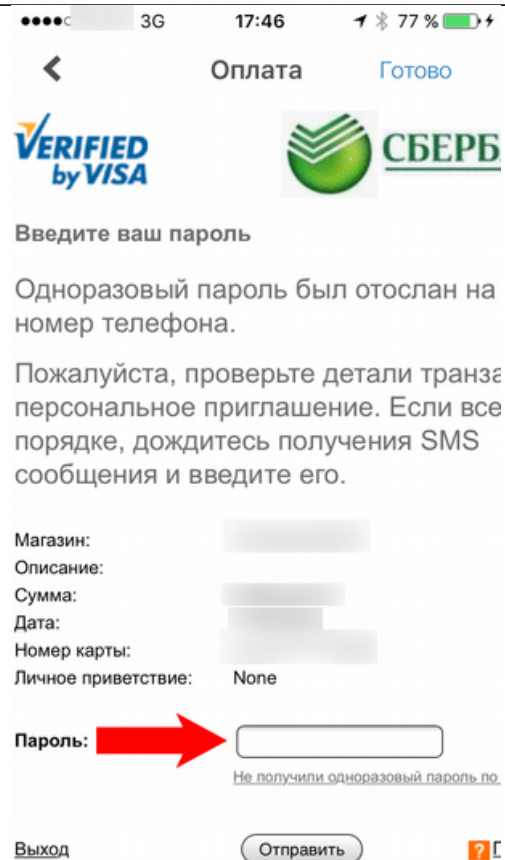 3G 17:46 77 %
Оплата Готово
VERIFIED
by VISA
СБЕРБ
Введите ваш пароль
Одноразовый пароль был отослан на
номер телефона.
Пожалуйста, проверьте детали транза
персональное приглашение. Если все
порядке, дождитесь получения SMS
сообщения и введите его.
Магазин:
Описание:
Сумма:
Дата:
Номер карты:
Личное приветствие: None
Пароль:
Не получили одноразовый пароль по
Выход Отправить ?